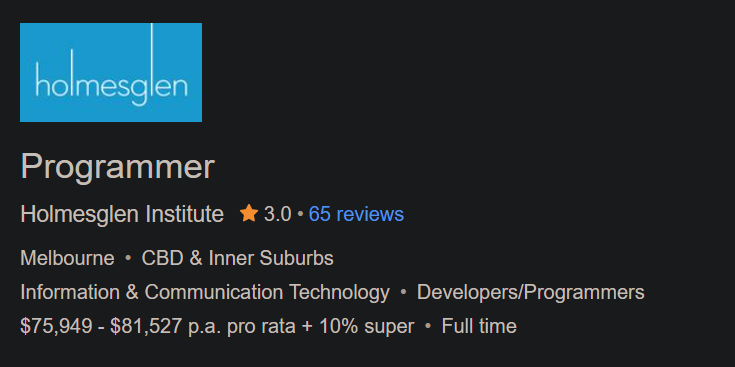 holmesglen
Programmer
Holmesglen Institute 3.0 • 65 reviews
Melbourne • CBD & Inner Suburbs
Information & Communication Technology • Developers/Programmers
$75,949 - $81,527 p.a. pro rata + 10% super • Full time